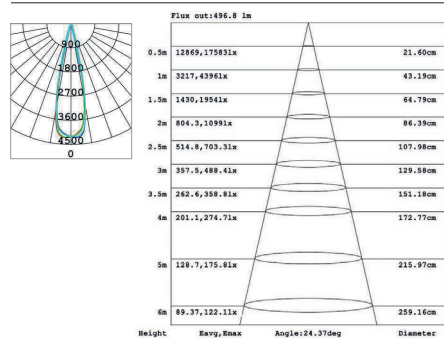 900
1800
2700
3600
4500
0
Flux out:496.8 lm
0.5m 12869,17583lx 21.60cm
1m 3217,4396lx 43.19cm
1.5m 1430,1954lx 64.79cm
2m 804.3,1099lx 86.39cm
2.5m 514.8,703.3lx 107.98cm
3m 357.5,488.4lx 129.58cm
3.5m 262.6,358.8lx 151.18cm
4m 201.1,274.7lx 172.77cm
5m 128.7,175.8lx 215.97cm
6m 89.37,122.1lx 259.16cm
Height Eavg,Emax Angle:24.37deg Diameter